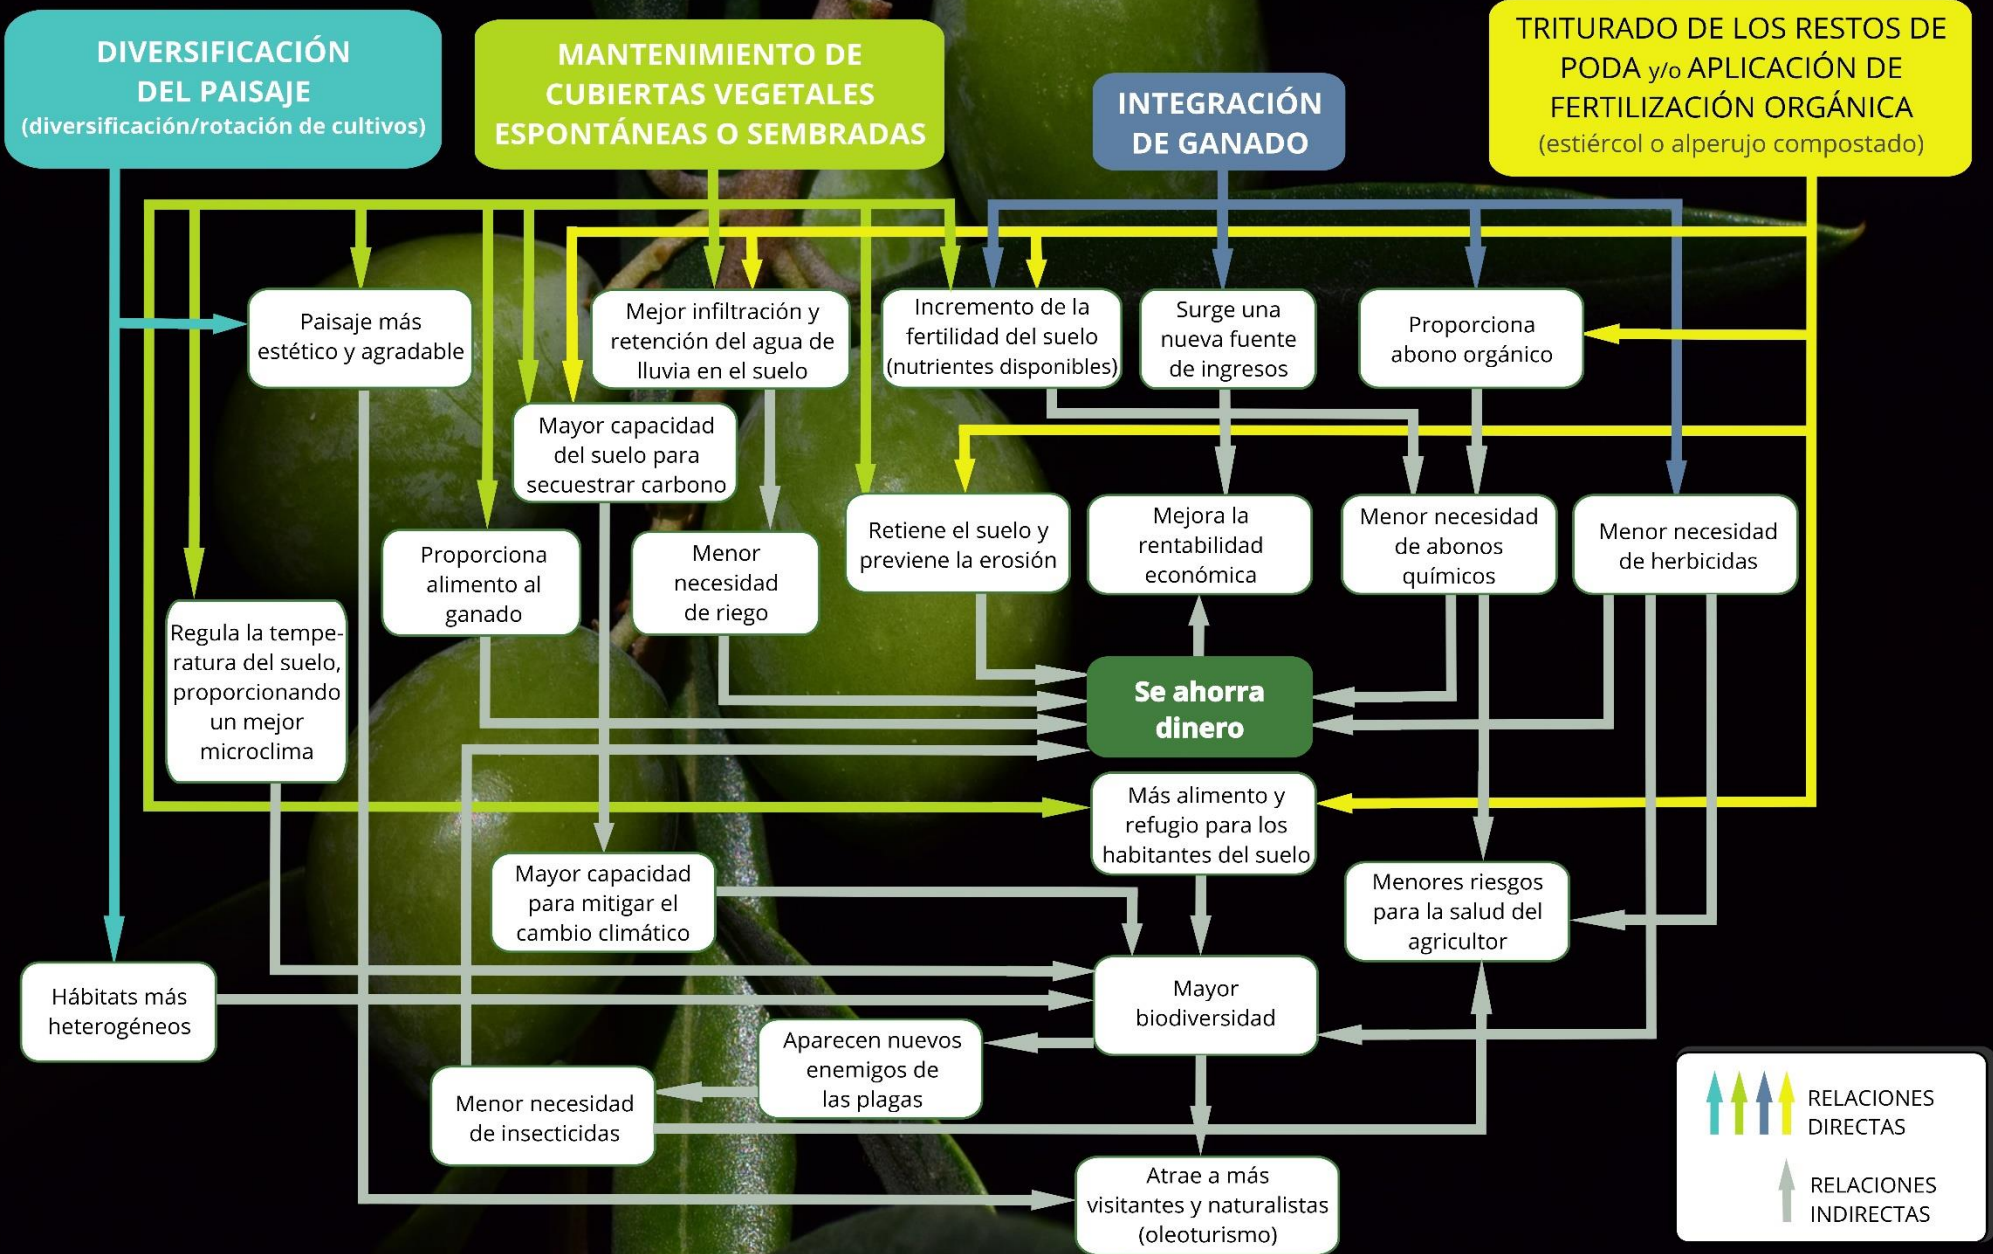 DIVERSIFICACIÓN
DEL PAISAJE
(diversificación/rotación de cultivos)
MANTENIMIENTO DE
CUBIERTAS VEGETALES
ESPONTÁNEAS O SEMBRADAS
INTEGRACIÓN
DE GANADO
TRITURADO DE LOS RESTOS DE
PODA y/o APLICACIÓN DE
FERTILIZACIÓN ORGÁNICA
(estiércol o alperujo compostado)
Paisaje más
estético y agradable
Mejor infiltración y
retención del agua de
lluvia en el suelo
Incremento de la
fertilidad del suelo
(nutrientes disponibles)
Surge una
nueva fuente
de ingresos
Proporciona
abono orgánico
Mayor capacidad
del suelo para
secuestrar carbono
Proporciona
alimento al
ganado
Menor
necesidad
de riego
Retiene el suelo y
previene la erosión
Mejora la
rentabilidad
económica
Menor necesidad
de abonos
químicos
Menor necesidad
de herbicidas
Regula la tempe-
ratura del suelo,
proporcionando
un mejor
microclima
Se ahorra
dinero
Más alimento y
refugio para los
habitantes del suelo
Mayor capacidad
para mitigar el
cambio climático
Menores riesgos
para la salud del
agricultor
Hábitats más
heterogéneos
Mayor
biodiversidad
Aparecen nuevos
enemigos de
las plagas
Menor necesidad
de insecticidas
Atrae a más
visitantes y naturalistas
(oleoturismo)
RELACIONES
DIRECTAS
RELACIONES
INDIRECTAS